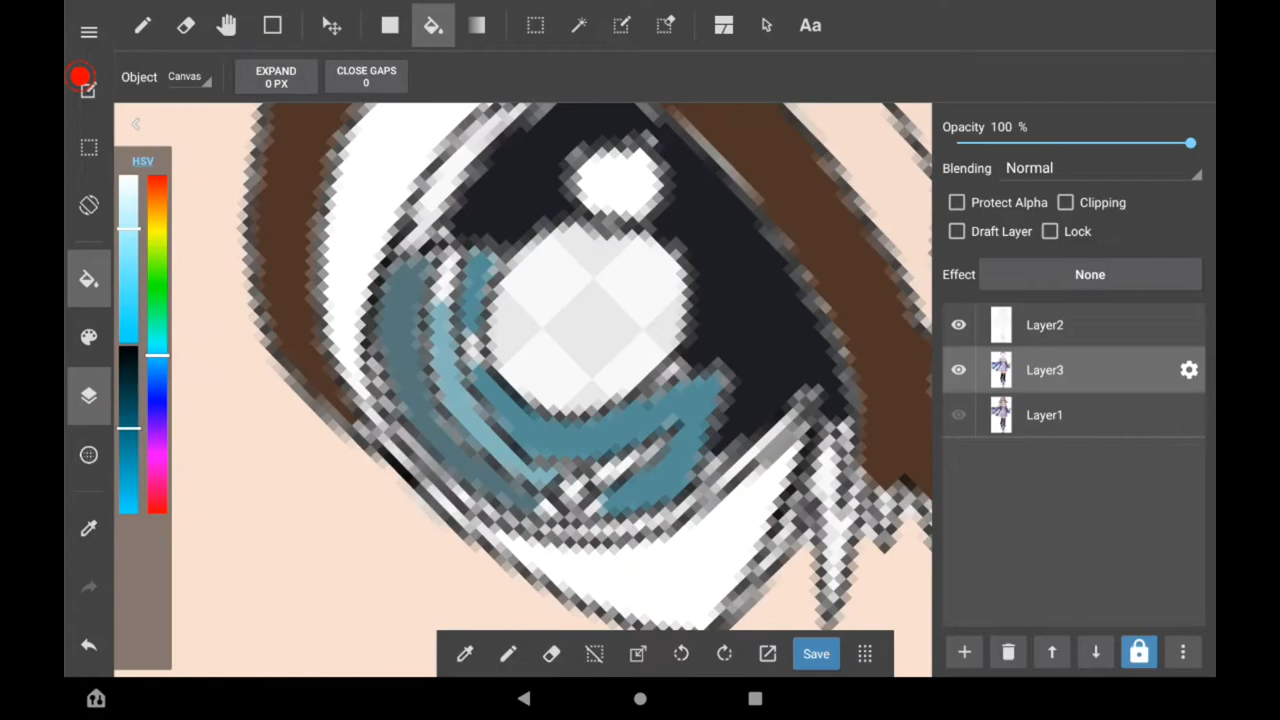 Aa
Object Canvas
EXPAND
0 PX
CLOSE GAPS
0
HSV
Opacity 100 %
Blending Normal
Protect Alpha Clipping
Draft Layer Lock
Effect None
Layer2
Layer3
Layer1
Save